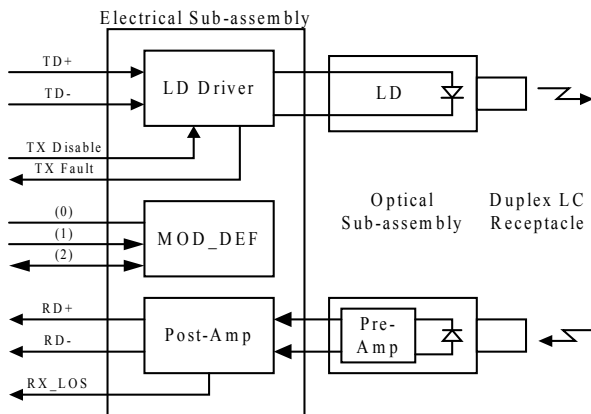 Electrical Sub-assembly
TD+
TD-
LD Driver
LD
TX Disable
TX Fault
(0)
(1)
(2)
MOD_DEF
Optical
Sub-assembly
Duplex LC
Receptacle
RD+
RD-
RX_LOS
Post-Amp
Pre-
Amp